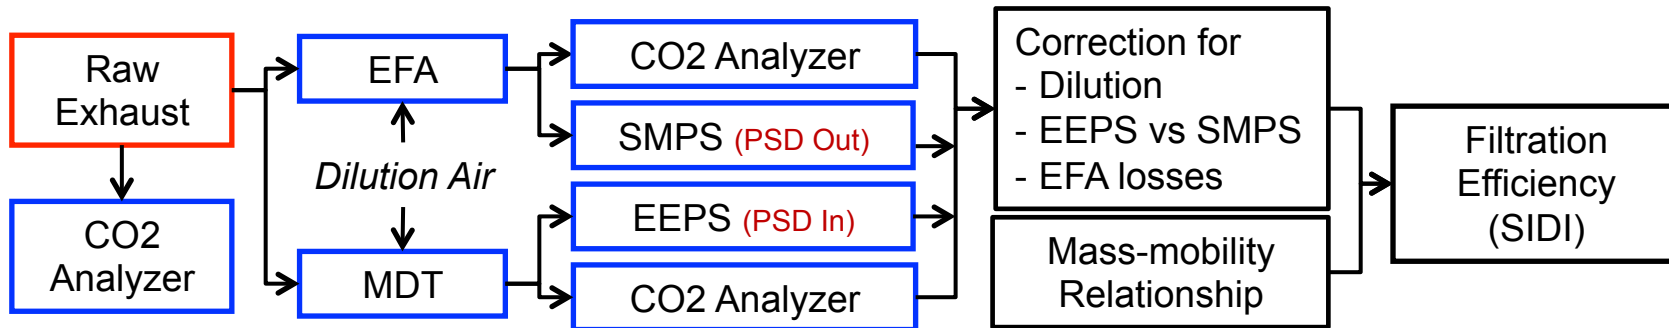 Raw
Exhaust
CO2
Analyzer
EFA
Dilution Air
MDT
CO2 Analyzer
SMPS (PSD Out)
EEPS (PSD In)
CO2 Analyzer
Correction for
- Dilution
- EEPS vs SMPS
- EFA losses
Mass-mobility
Relationship
Filtration
Efficiency
(SIDI)